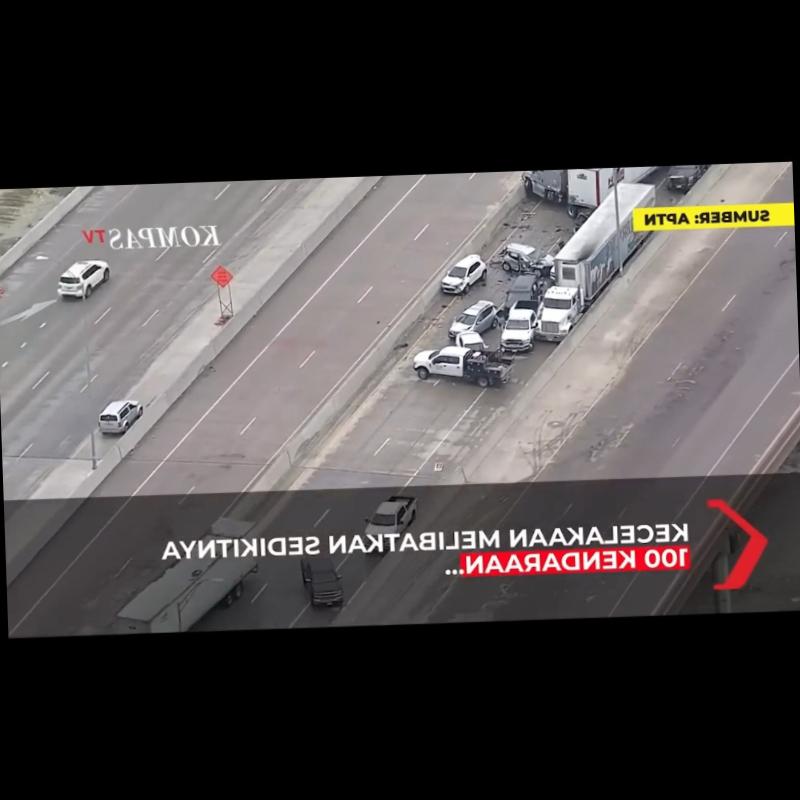 KOMPASTV
SUMBER: APTN
KECELAKAAN MELIBATKAN SEDIKITNYA
100 KENDARAAN...